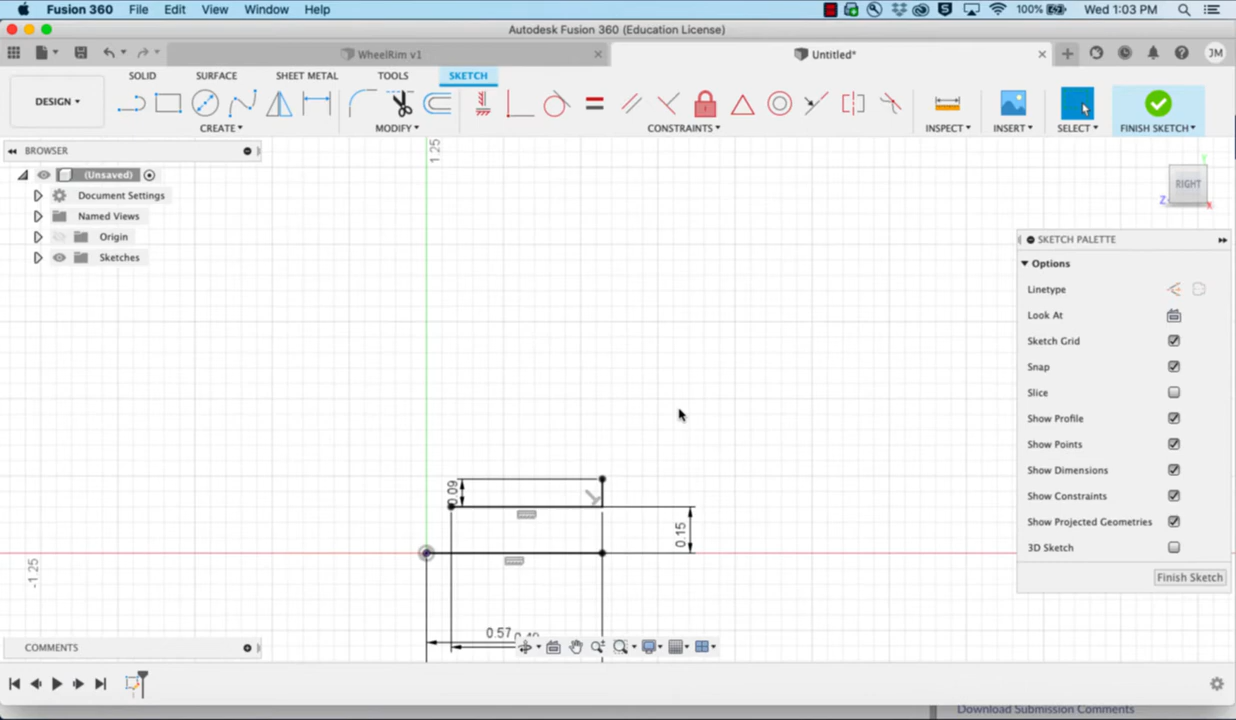 Fusion 360 File Edit View Window Help
100% Wed 1:03 PM
Autodesk Fusion 360 (Education License)
WheelRim v1
Untitled*
JM
SOLID SURFACE SHEET METAL TOOLS SKETCH
DESIGN
CREATE MODIFY CONSTRAINTS INSPECT INSERT SELECT FINISH SKETCH
BROWSER
(Unsaved)
Document Settings
Named Views
Origin
Sketches
1.25
RIGHT
Z
X
Y
SKETCH PALETTE
Options
Linetype
Look At
Sketch Grid
Snap
Slice
Show Profile
Show Points
Show Dimensions
Show Constraints
Show Projected Geometries
3D Sketch
Finish Sketch
0.09
0.15
-1.25
0.57
COMMENTS
Download Submission Comments